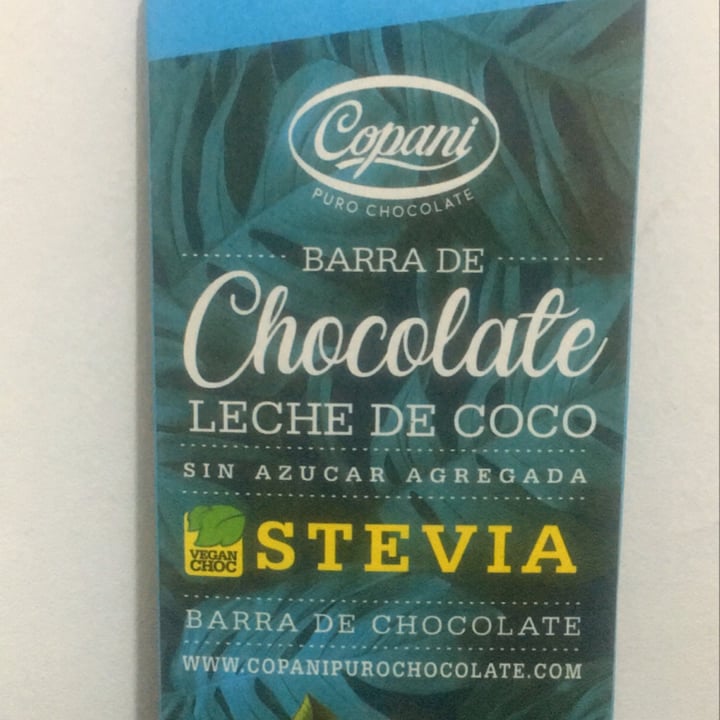 Copani
PURO CHOCOLATE
BARRA DE
Chocolate
LECHE DE COCO
SIN AZUCAR AGREGADA
VEGAN
CHOC
STEVIA
BARRA DE CHOCOLATE
WWW.COPANIPUROCHOCOLATE.COM